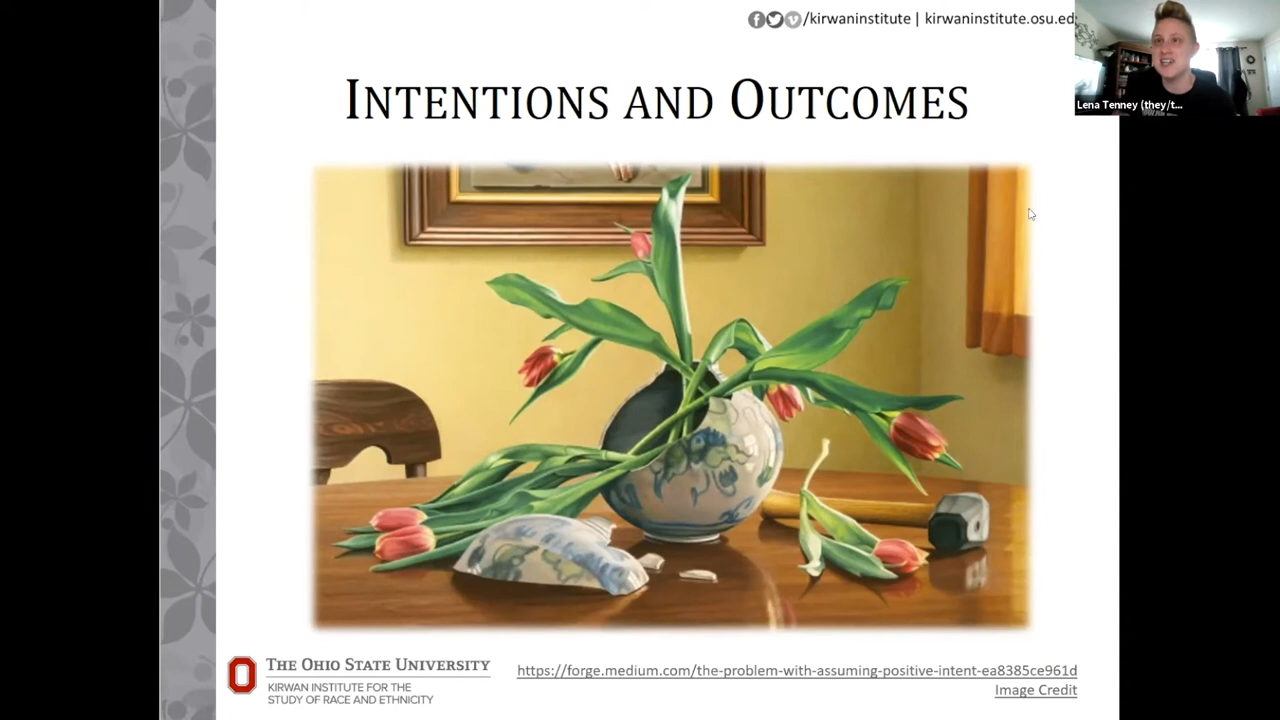 /kirwaninstitute | kirwaninstitute.osu.ed
Lena Tenney (they/t...
INTENTIONS AND OUTCOMES
THE OHIO STATE UNIVERSITY
KIRWAN INSTITUTE FOR THE
STUDY OF RACE AND ETHNICITY
https://forge.medium.com/the-problem-with-assuming-positive-intent-ea8385ce961d
Image Credit